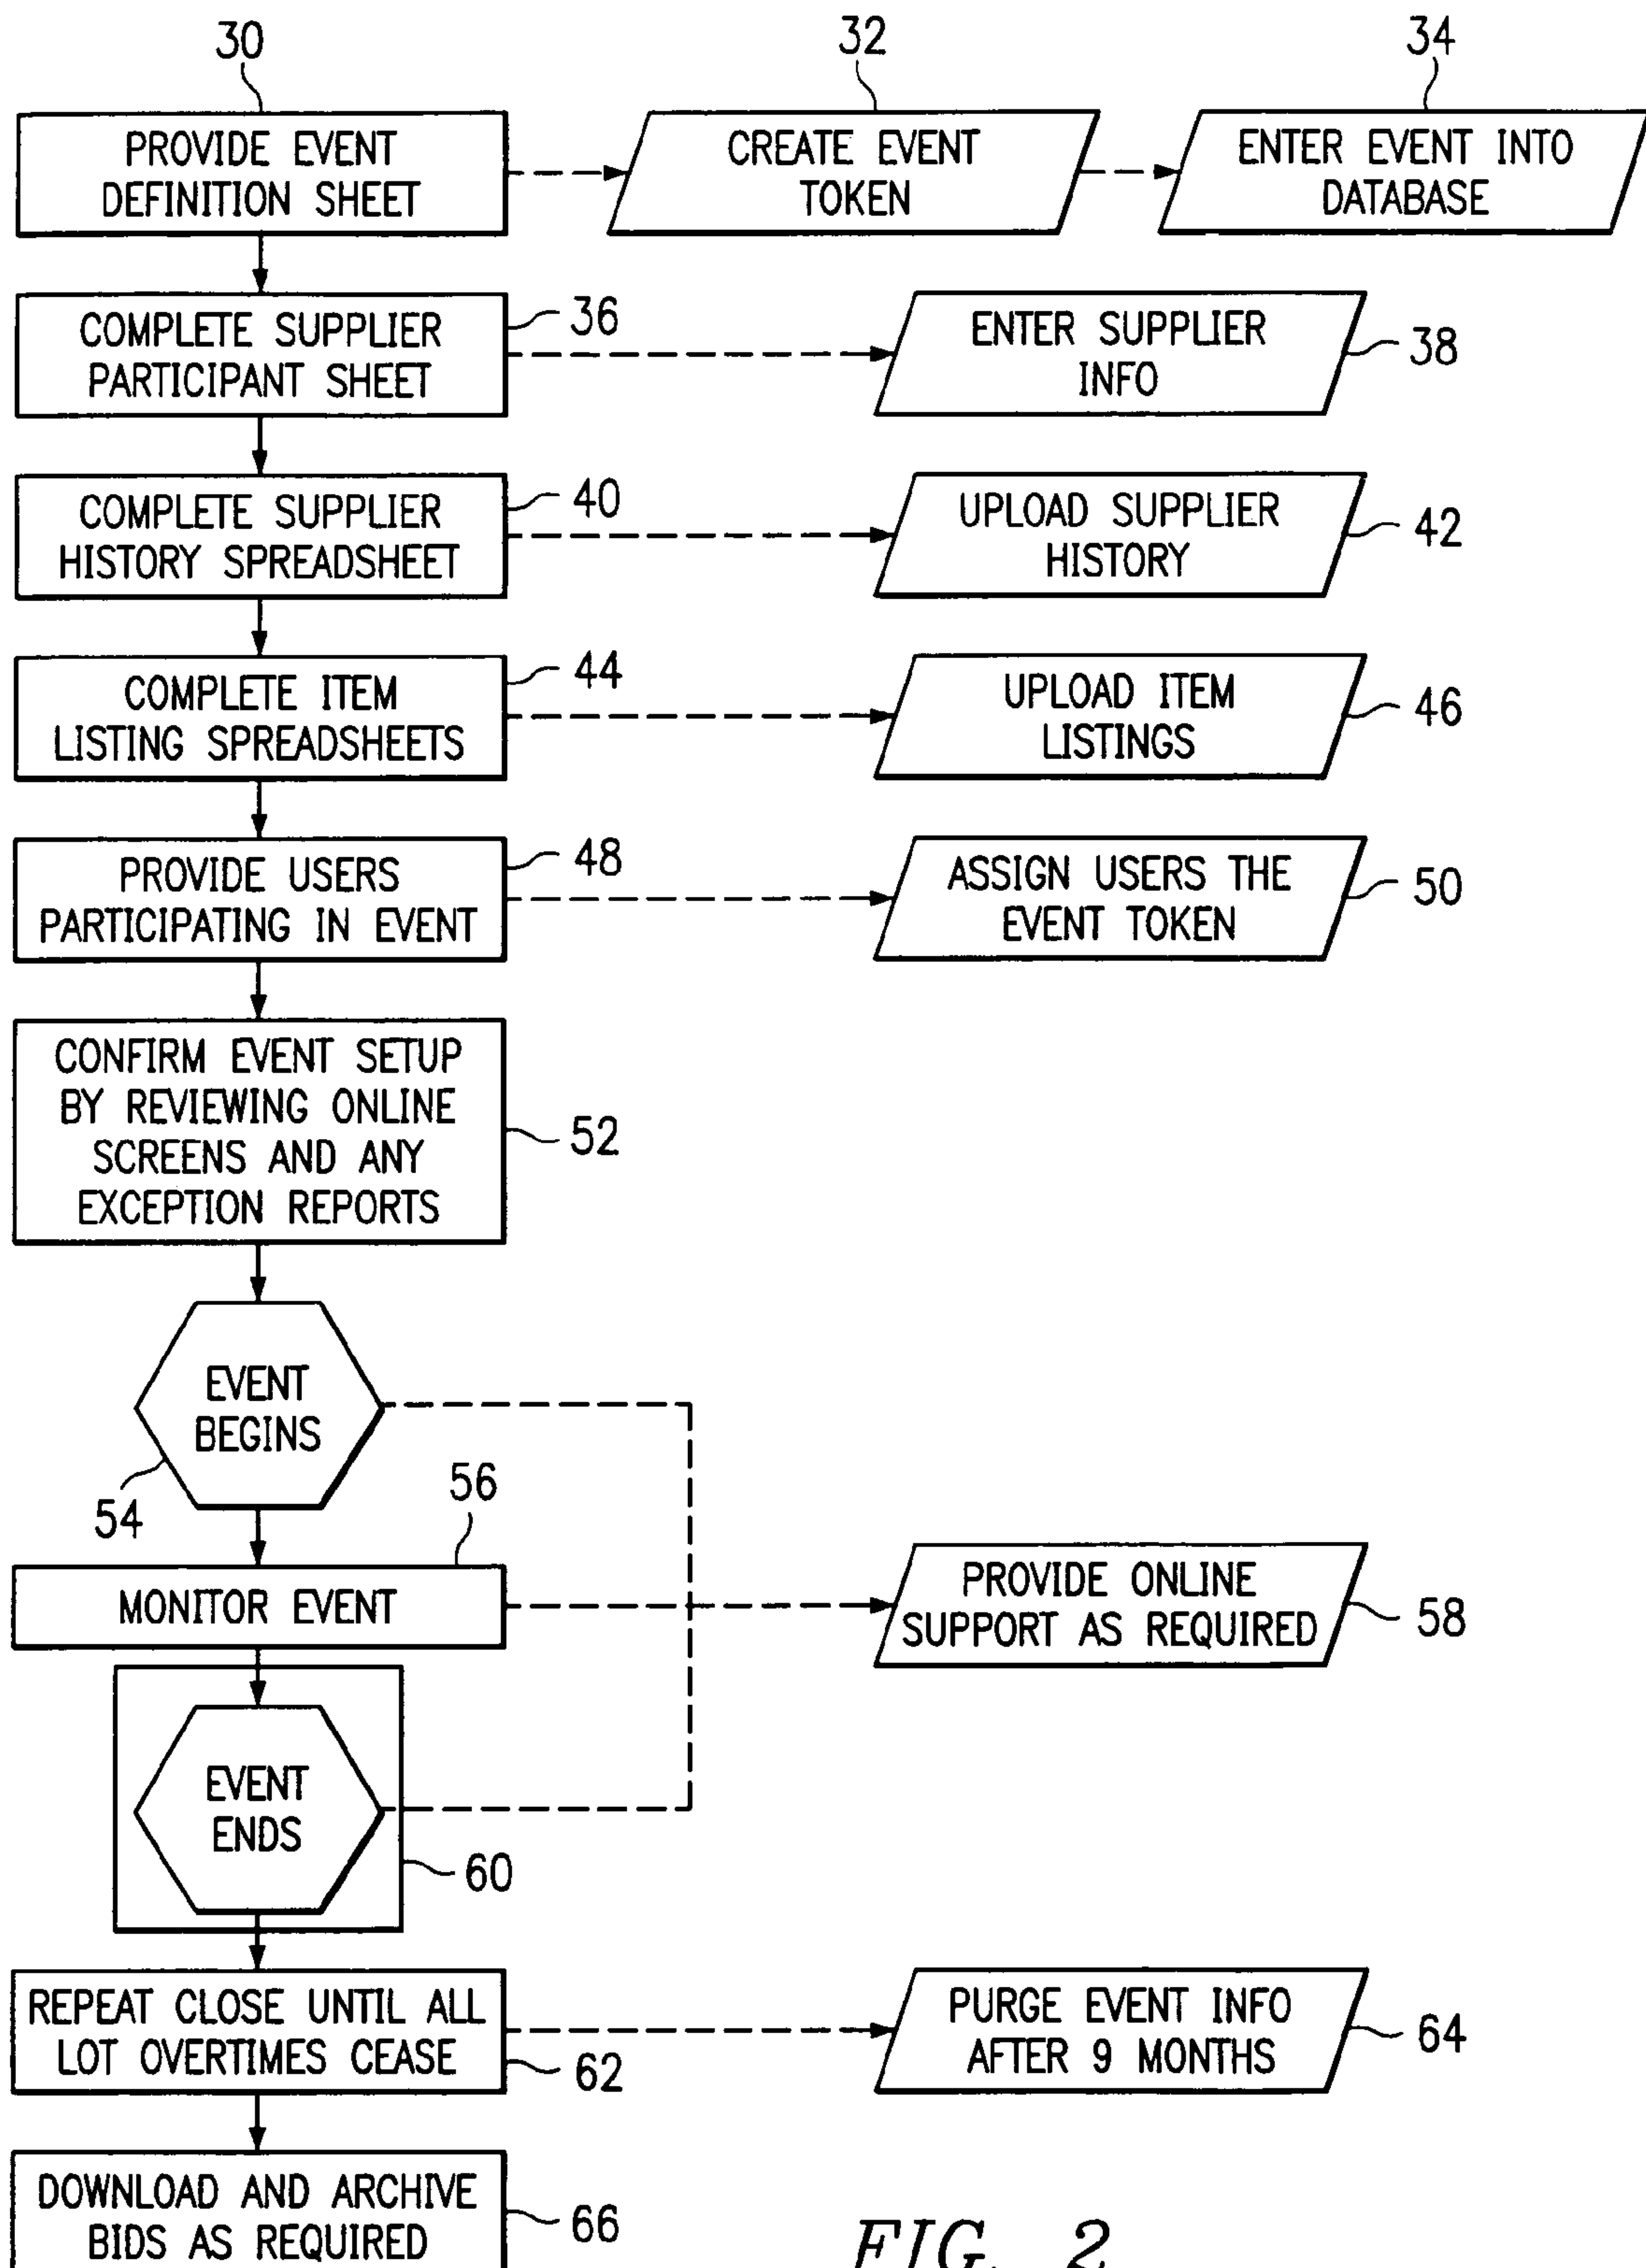 30
32
34
PROVIDE EVENT
DEFINITION SHEET
CREATE EVENT
TOKEN
ENTER EVENT INTO
DATABASE
COMPLETE SUPPLIER
PARTICIPANT SHEET
36
ENTER SUPPLIER
INFO
38
COMPLETE SUPPLIER
HISTORY SPREADSHEET
40
UPLOAD SUPPLIER
HISTORY
42
COMPLETE ITEM
LISTING SPREADSHEETS
44
UPLOAD ITEM
LISTINGS
46
PROVIDE USERS
PARTICIPATING IN EVENT
48
ASSIGN USERS THE
EVENT TOKEN
50
CONFIRM EVENT SETUP
BY REVIEWING ONLINE
SCREENS AND ANY
EXCEPTION REPORTS
52
EVENT
BEGINS
54
56
MONITOR EVENT
PROVIDE ONLINE
SUPPORT AS REQUIRED
58
EVENT
ENDS
60
REPEAT CLOSE UNTIL ALL
LOT OVERTIMES CEASE
62
PURGE EVENT INFO
AFTER 9 MONTHS
64
DOWNLOAD AND ARCHIVE
BIDS AS REQUIRED
66
FIG. 2